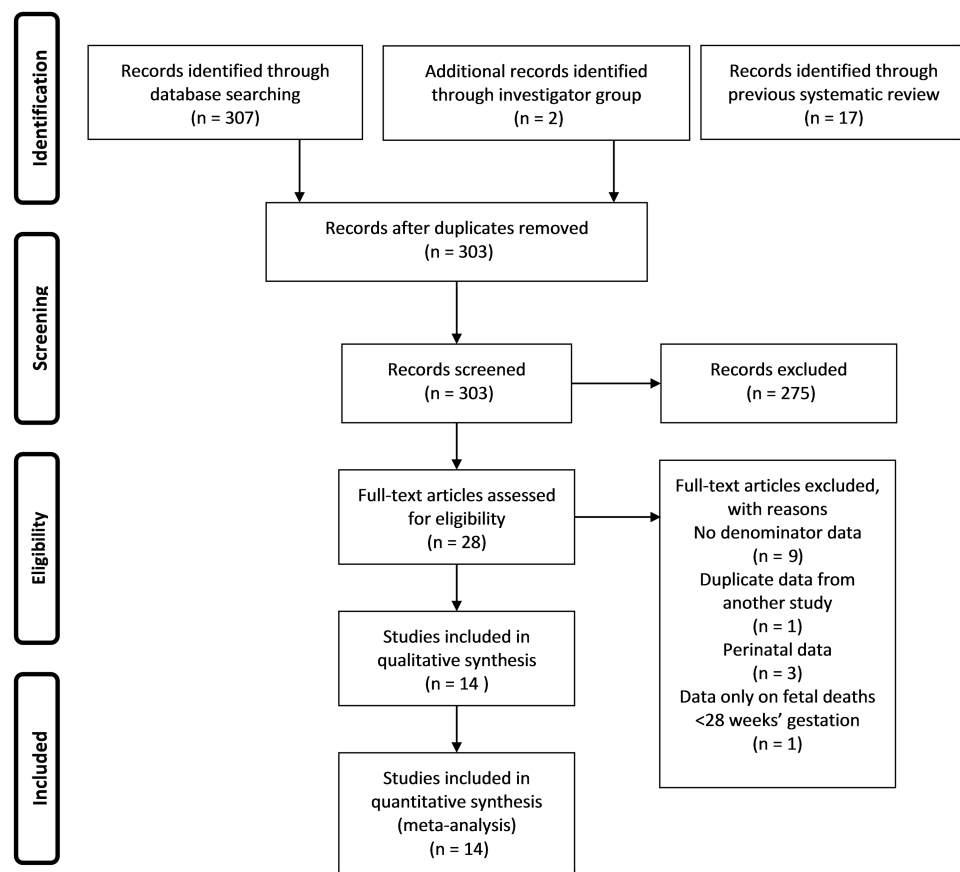 Identification
Records identified through
database searching
(n = 307)
Additional records identified
through investigator group
(n = 2)
Records identified through
previous systematic review
(n = 17)
Records after duplicates removed
(n = 303)
Screening
Records screened
(n = 303)
Records excluded
(n = 275)
Eligibility
Full-text articles assessed
for eligibility
(n = 28)
Full-text articles excluded,
with reasons
No denominator data
(n = 9)
Duplicate data from
another study
(n = 1)
Perinatal data
(n = 3)
Data only on fetal deaths
<28 weeks’ gestation
(n = 1)
Studies included in
qualitative synthesis
(n = 14 )
Included
Studies included in
quantitative synthesis
(meta-analysis)
(n = 14)